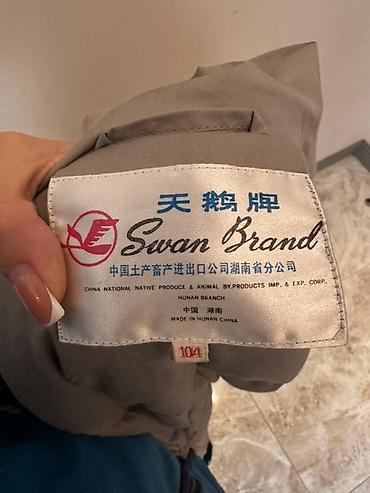 天鹅牌
Swan Brand
中国土产畜产进出口公司湖南省分公司
CHINA NATIONAL NATIVE PRODUCE & ANIMAL BY.PRODUCTS IMP. & EXP. CORP.
HUNAN BRANCH
中国 湖南
MADE IN HUNAN CHINA
104